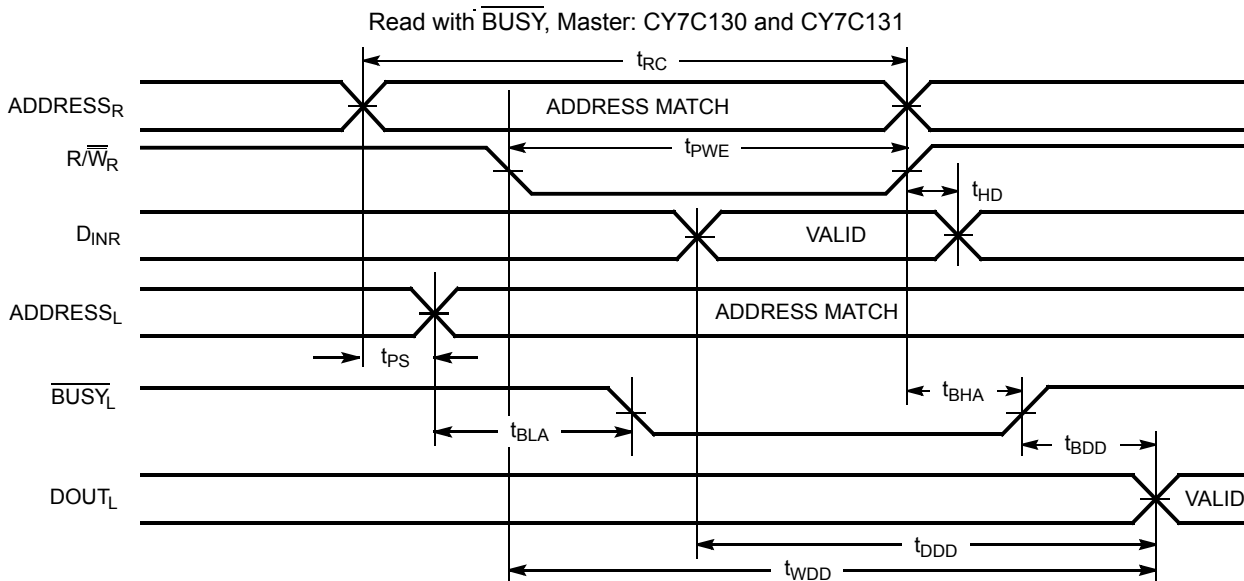 Read with BUSY, Master: CY7C130 and CY7C131
tRC
ADDRESSR
ADDRESS MATCH
R/WR
tPWE
tHD
DINR
VALID
ADDRESSL
ADDRESS MATCH
tPS
BUSYL
tBHA
tBLA
tBDD
DOUTL
VALID
tDDD
tWDD